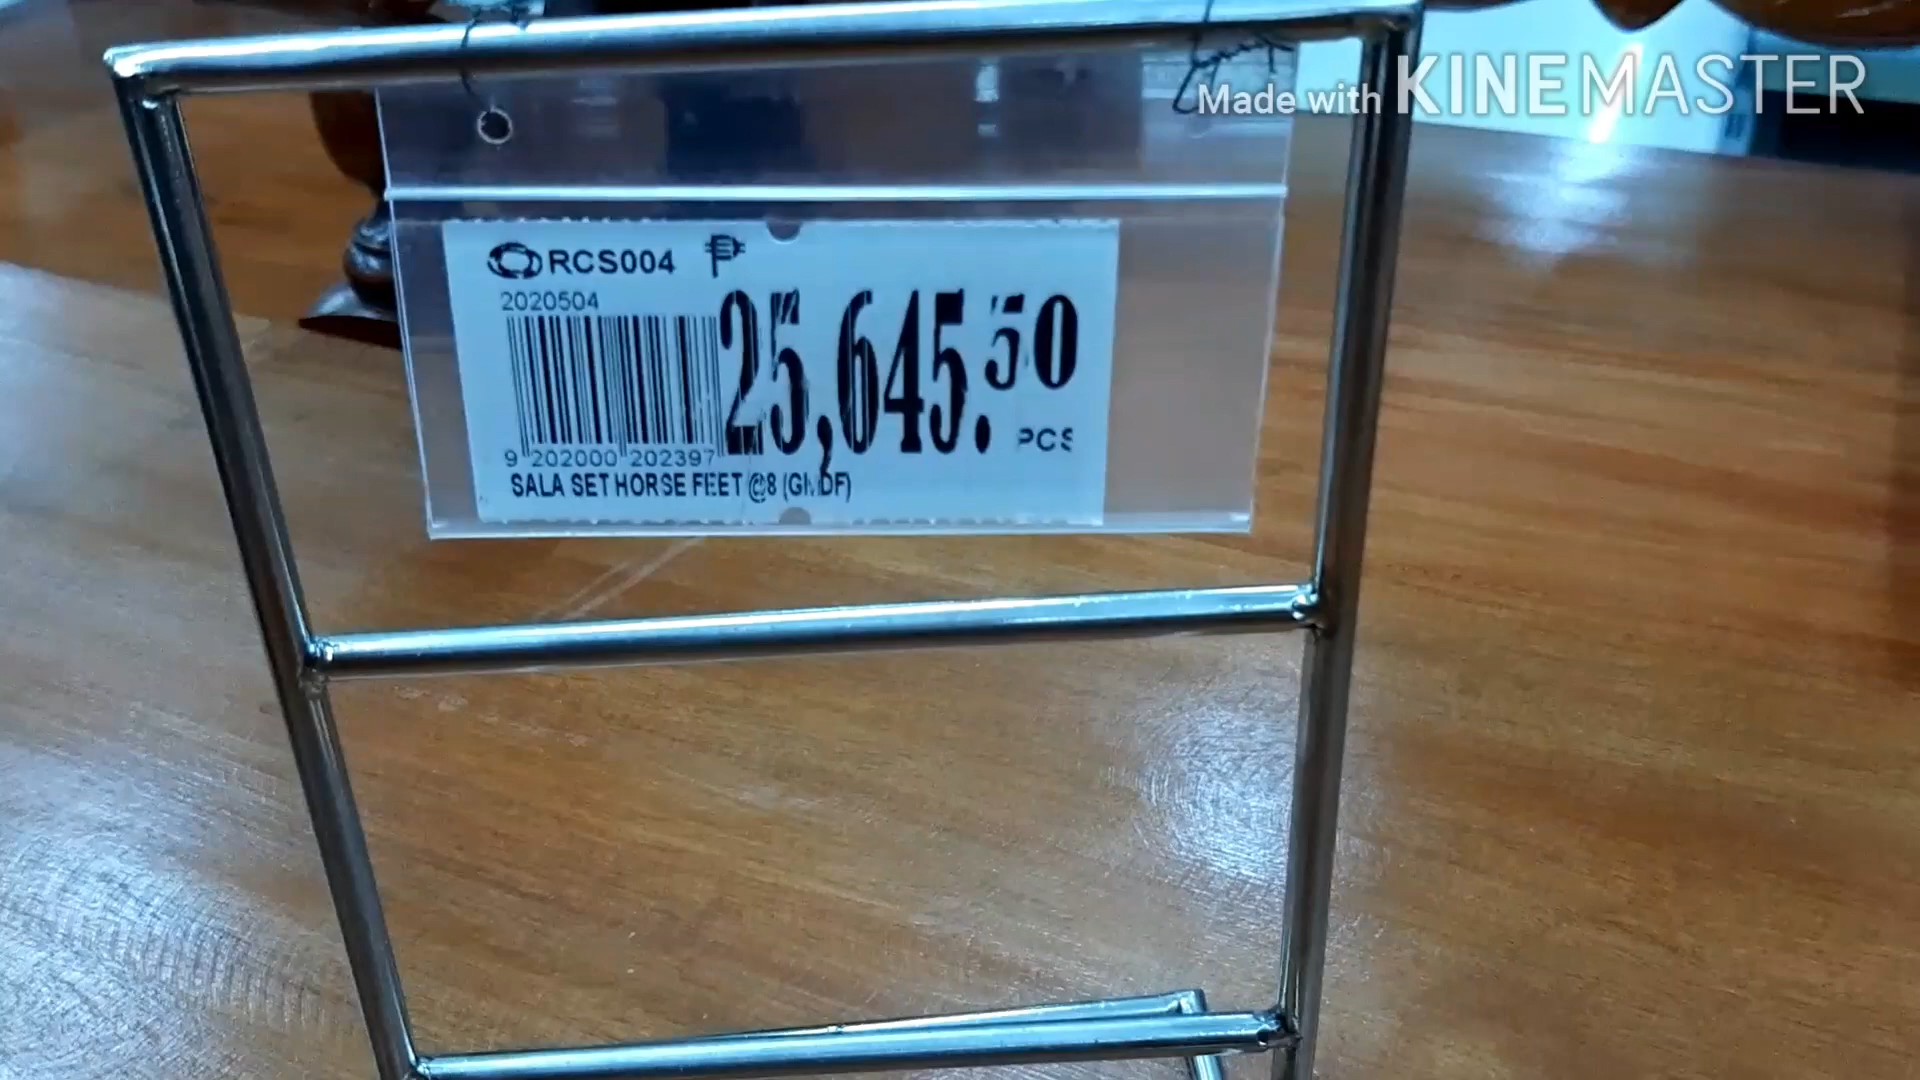 Made with KINEMASTER
RCS004 ₱
2020504
25,645.50
PCS
9 202000 202397
SALA SET HORSE FEET @8 (GMDF)